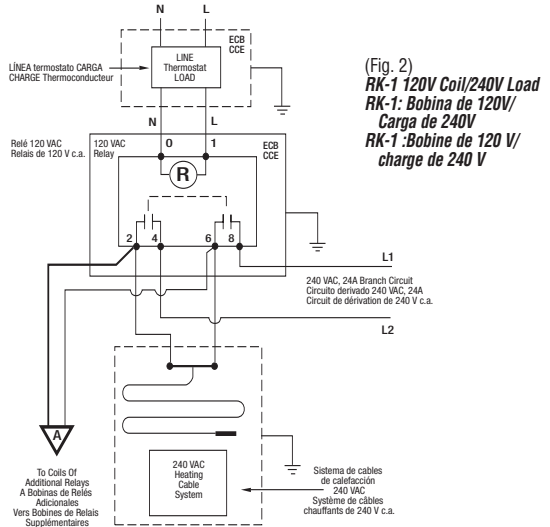 N L
ECB
CCE
LINE
Thermostat
LOAD
LÍNEA termostato CARGA
CHARGE Thermoconducteur
(Fig. 2)
RK-1 120V Coil/240V Load
RK-1: Bobina de 120V/
Carga de 240V
RK-1 :Bobine de 120 V/
charge de 240 V
N L
0 1
Relé 120 VAC
Relais de 120 V c.a.
120 VAC
Relay
ECB
CCE
R
2 4 6 8
L1
240 VAC, 24A Branch Circuit
Circuito derivado 240 VAC, 24A
Circuit de dérivation de 240 V c.a.
L2
A
To Coils Of
Additional Relays
A Bobinas de Relés
Adicionales
Vers Bobines de Relais
Supplémentaires
240 VAC
Heating
Cable
System
Sistema de cables
de calefacción
240 VAC
Système de câbles
chauffants de 240 V c.a.